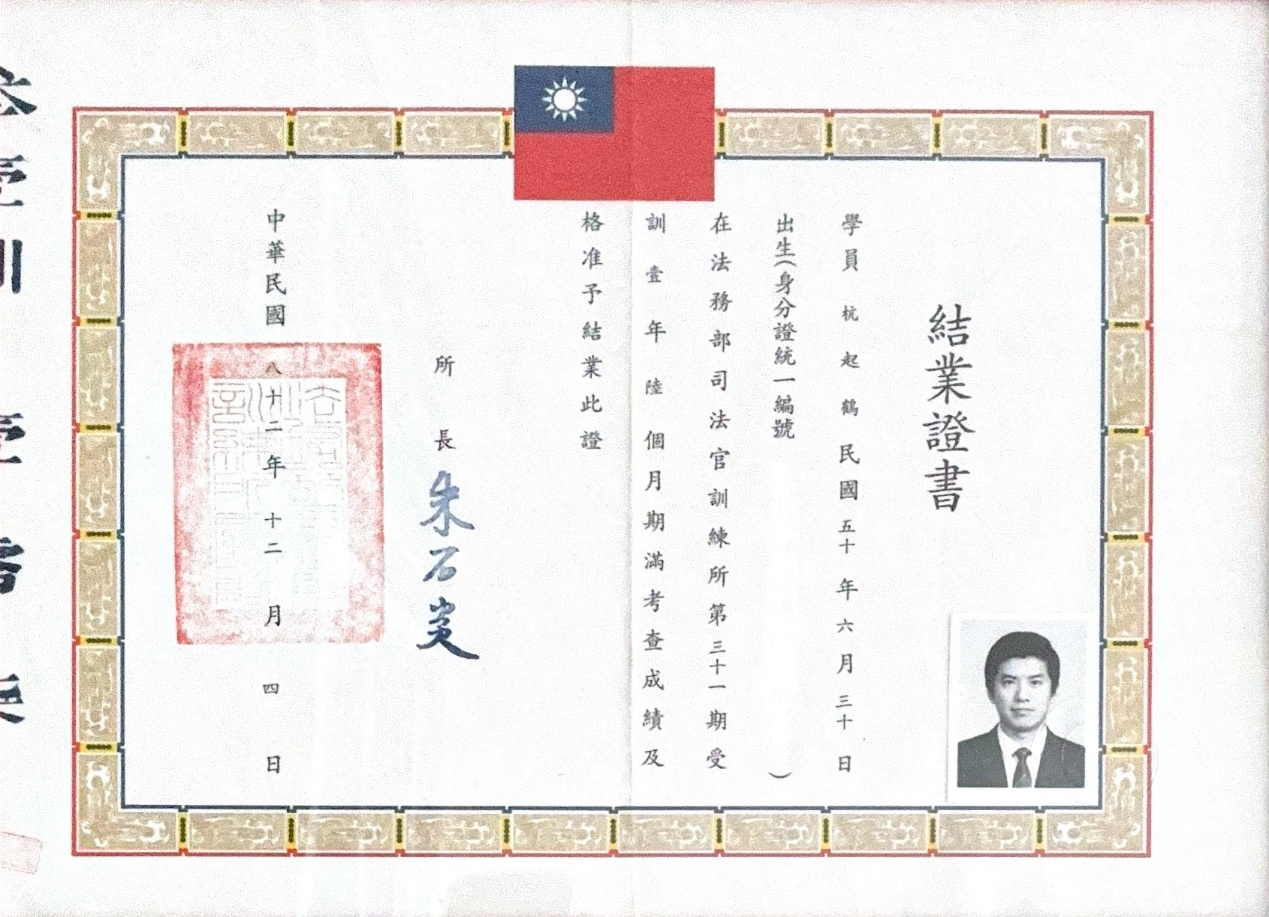 結業證書
學員杭起鶴民國五十年六月三十日
出生(身分證統一編號)
在法務部司法官訓練所第三十一期受
訓壹年陸個月期滿考查成績及
格准予結業此證
所長朱石炎
中華民國八十二年十二月四日